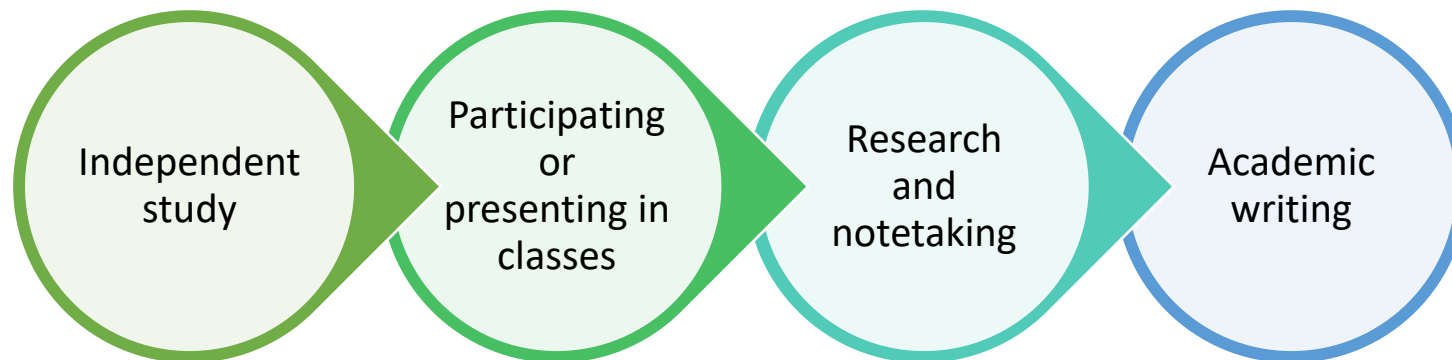 Independent
study
Participating
or
presenting in
classes
Research
and
notetaking
Academic
writing